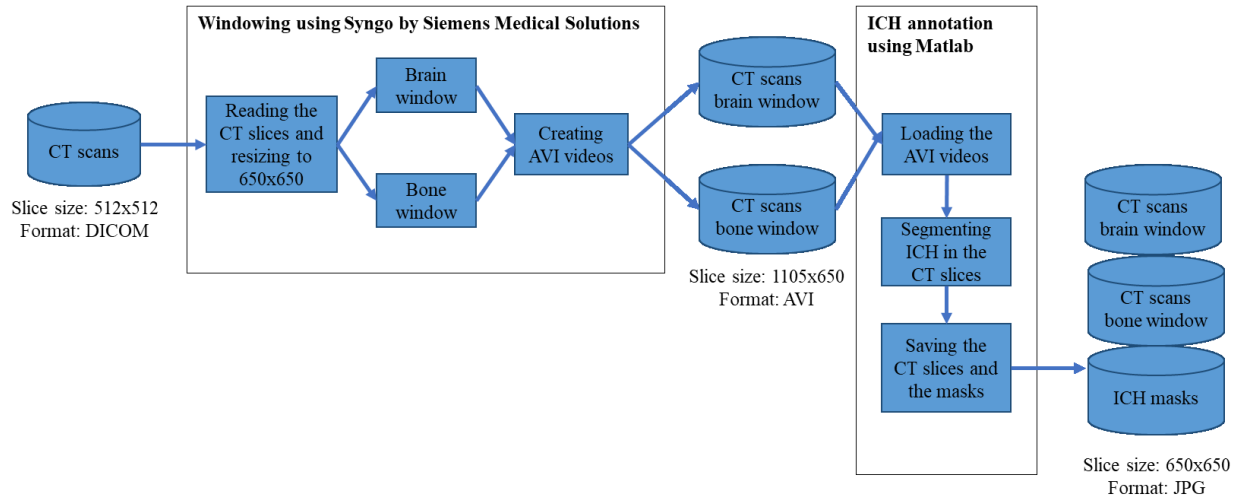 Windowing using Syngo by Siemens Medical Solutions
CT scans
Slice size: 512x512
Format: DICOM
Reading the
CT slices and
resizing to
650x650
Brain
window
Bone
window
Creating
AVI videos
CT scans
brain window
CT scans
bone window
Slice size: 1105x650
Format: AVI
ICH annotation
using Matlab
Loading the
AVI videos
Segmenting
ICH in the
CT slices
Saving the
CT slices and
the masks
CT scans
brain window
CT scans
bone window
ICH masks
Slice size: 650x650
Format: JPG